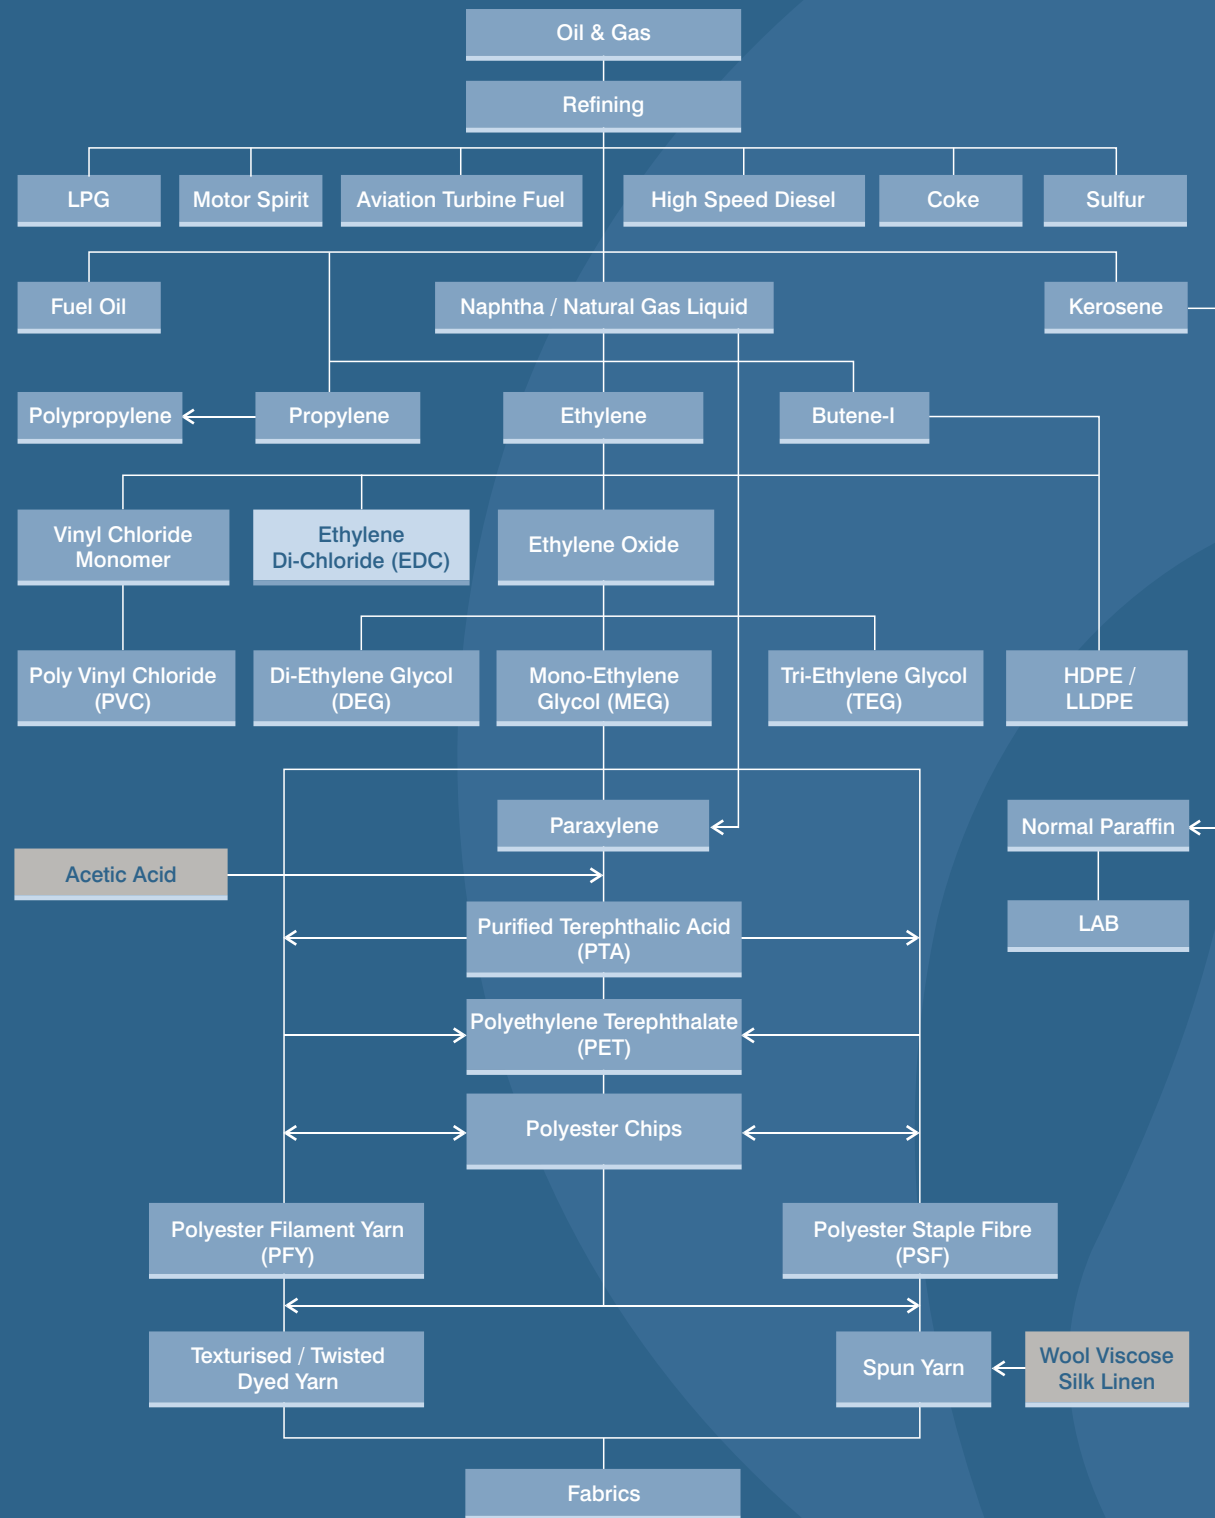 Oil & Gas
Refining
LPG
Motor Spirit
Aviation Turbine Fuel
High Speed Diesel
Coke
Sulfur
Fuel Oil
Naphtha / Natural Gas Liquid
Kerosene
Polypropylene
Propylene
Ethylene
Butene-I
Vinyl Chloride
Monomer
Ethylene
Di-Chloride (EDC)
Ethylene Oxide
Poly Vinyl Chloride
(PVC)
Di-Ethylene Glycol
(DEG)
Mono-Ethylene
Glycol (MEG)
Tri-Ethylene Glycol
(TEG)
HDPE /
LLDPE
Paraxylene
Normal Paraffin
Acetic Acid
Purified Terephthalic Acid
(PTA)
LAB
Polyethylene Terephthalate
(PET)
Polyester Chips
Polyester Filament Yarn
(PFY)
Polyester Staple Fibre
(PSF)
Texturised / Twisted
Dyed Yarn
Spun Yarn
Wool Viscose
Silk Linen
Fabrics